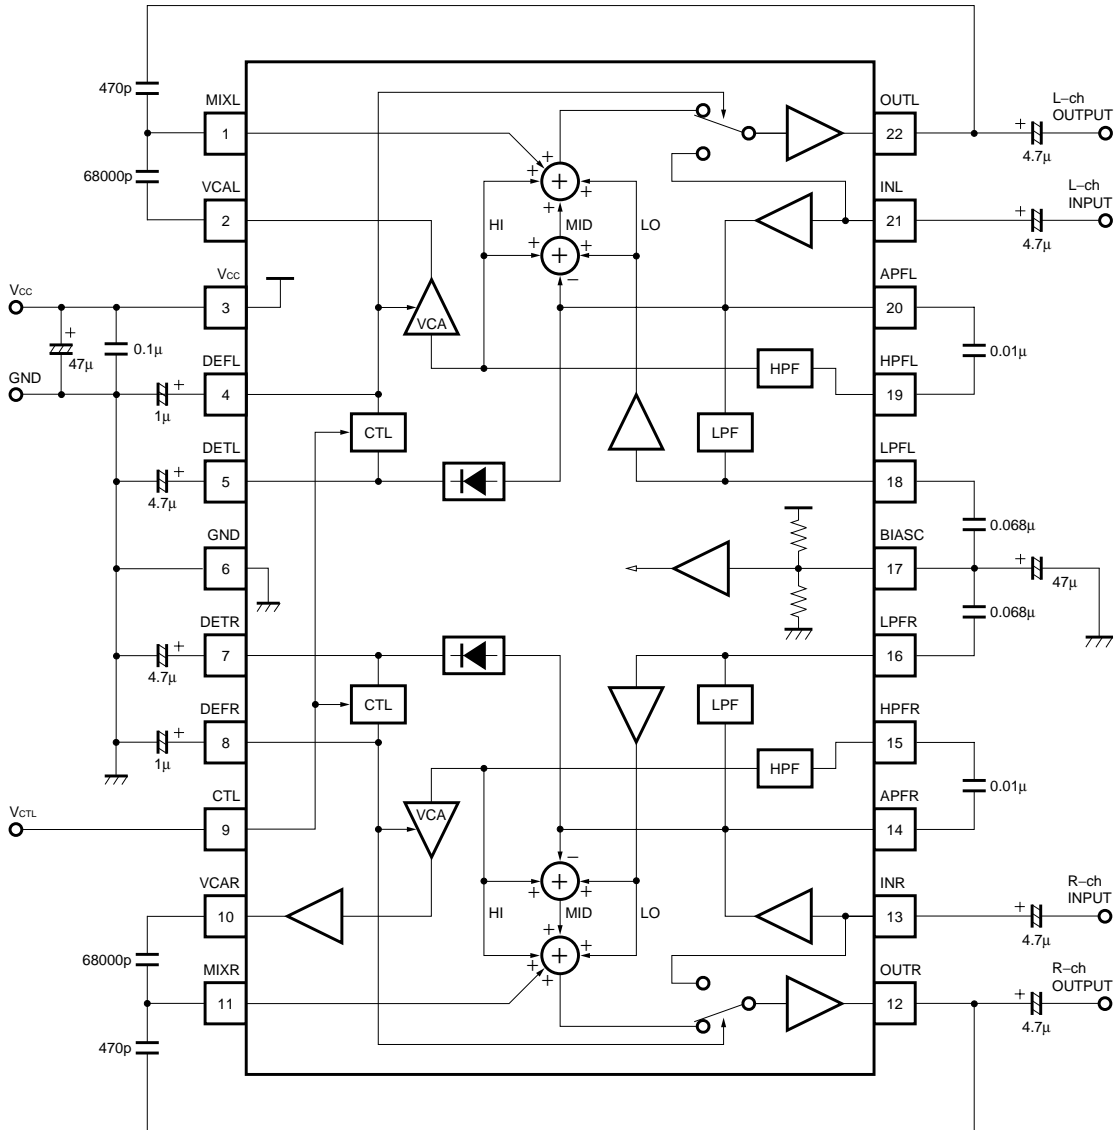 470p
MIXL
1
68000p
VCAL
2
Vcc
3
Vcc
+
47μ
0.1μ
GND
DEFL
4
+
1μ
DETL
5
+
4.7μ
GND
6
DETR
7
+
4.7μ
DEFR
8
+
1μ
CTL
9
VCTL
VCAR
10
68000p
MIXR
11
470p
+
+
+
+
+
+
HI
MID
LO
+
+
+
−
VCA
HPF
CTL
LPF
CTL
LPF
HPF
VCA
−
+
+
+
HI
MID
LO
+
+
+
+
+
+
OUTL
22
L–ch
OUTPUT
+
4.7μ
INL
21
L–ch
INPUT
+
4.7μ
APFL
20
0.01μ
HPFL
19
LPFL
18
0.068μ
BIASC
17
+
47μ
0.068μ
LPFR
16
HPFR
15
0.01μ
APFR
14
INR
13
R–ch
INPUT
+
4.7μ
OUTR
12
R–ch
OUTPUT
+
4.7μ